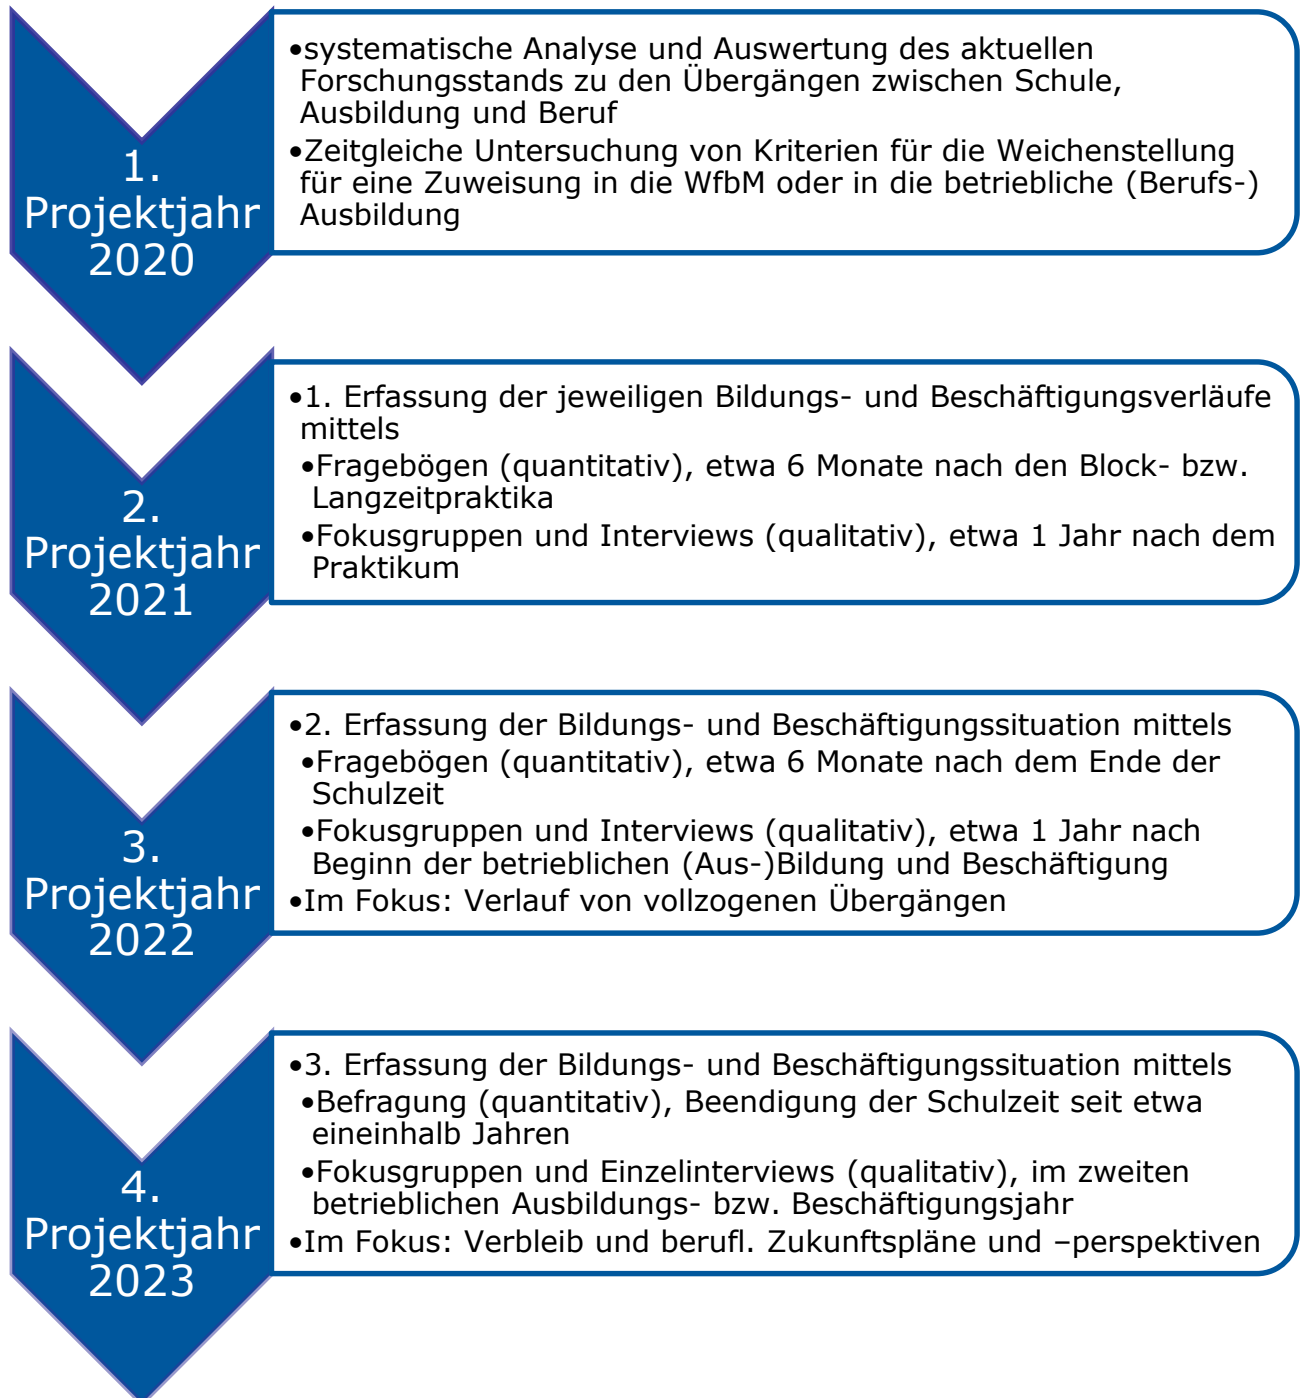 1.
Projektjahr
2020
•systematische Analyse und Auswertung des aktuellen
Forschungsstands zu den Übergängen zwischen Schule,
Ausbildung und Beruf
•Zeitgleiche Untersuchung von Kriterien für die Weichenstellung
für eine Zuweisung in die WfbM oder in die betriebliche (Berufs-)
Ausbildung
2.
Projektjahr
2021
•1. Erfassung der jeweiligen Bildungs- und Beschäftigungsverläufe
mittels
•Fragebögen (quantitativ), etwa 6 Monate nach den Block- bzw.
Langzeitpraktika
•Fokusgruppen und Interviews (qualitativ), etwa 1 Jahr nach dem
Praktikum
3.
Projektjahr
2022
•2. Erfassung der Bildungs- und Beschäftigungssituation mittels
•Fragebögen (quantitativ), etwa 6 Monate nach dem Ende der
Schulzeit
•Fokusgruppen und Interviews (qualitativ), etwa 1 Jahr nach
Beginn der betrieblichen (Aus-)Bildung und Beschäftigung
•Im Fokus: Verlauf von vollzogenen Übergängen
4.
Projektjahr
2023
•3. Erfassung der Bildungs- und Beschäftigungssituation mittels
•Befragung (quantitativ), Beendigung der Schulzeit seit etwa
eineinhalb Jahren
•Fokusgruppen und Einzelinterviews (qualitativ), im zweiten
betrieblichen Ausbildungs- bzw. Beschäftigungsjahr
•Im Fokus: Verbleib und berufl. Zukunftspläne und –perspektiven